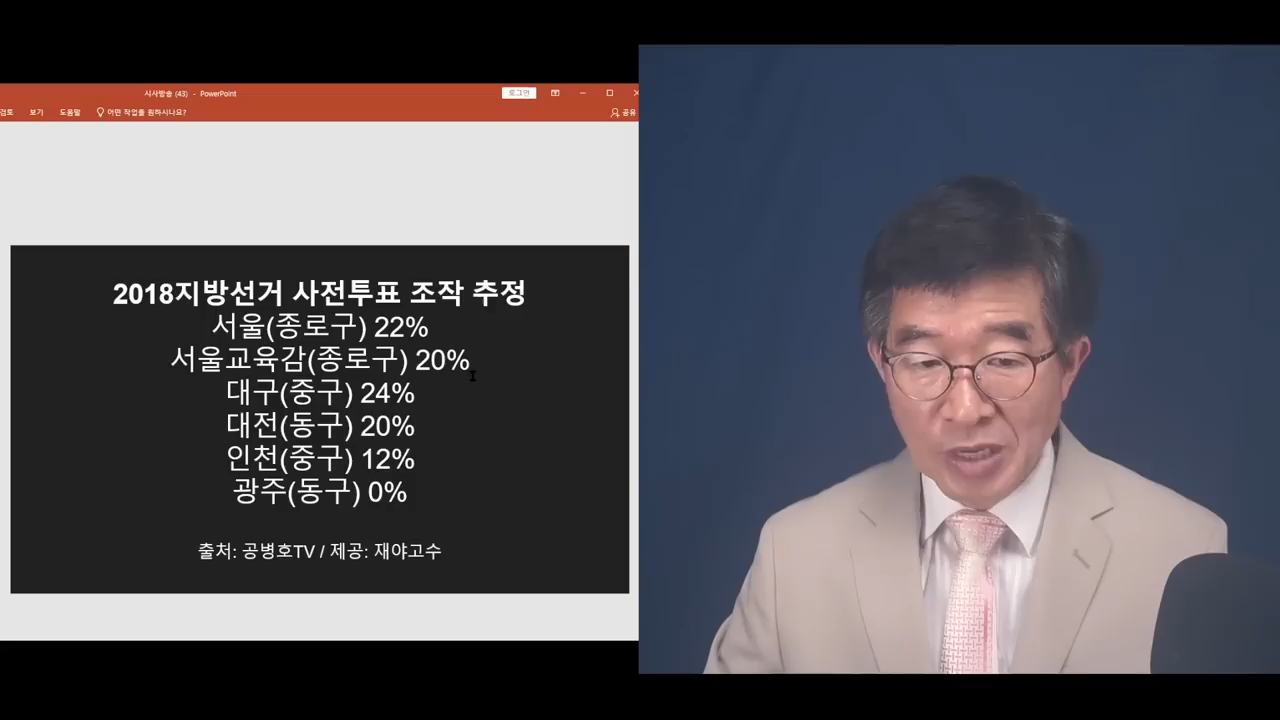 시사방송 (43) - PowerPoint
로그인
검토 보기 도움말 어떤 작업을 원하시나요? 공유
2018지방선거 사전투표 조작 추정
서울(종로구) 22%
서울교육감(종로구) 20%
대구(중구) 24%
대전(동구) 20%
인천(중구) 12%
광주(동구) 0%
출처: 공병호TV / 제공: 재야고수